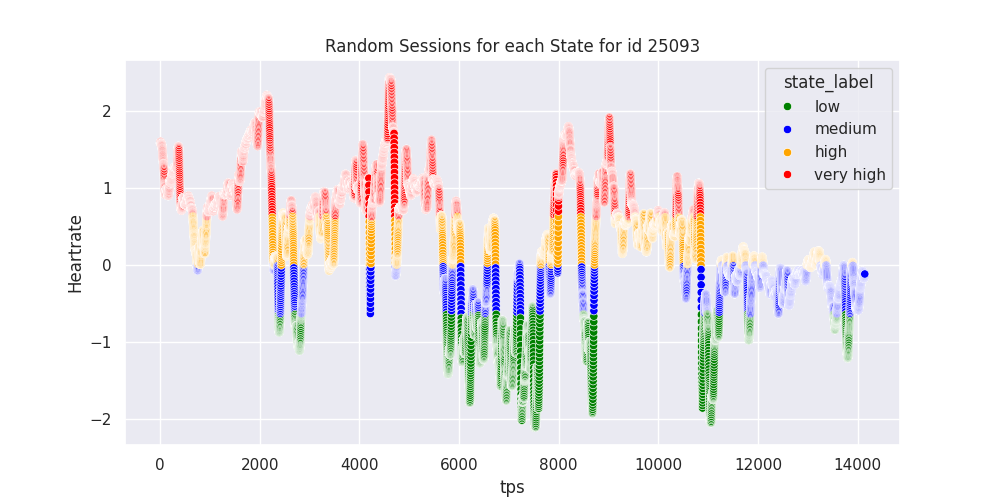 Random Sessions for each State for id 25093
state_label
low
medium
high
very high
Heartrate
2
1
0
−1
−2
0 2000 4000 6000 8000 10000 12000 14000
tps